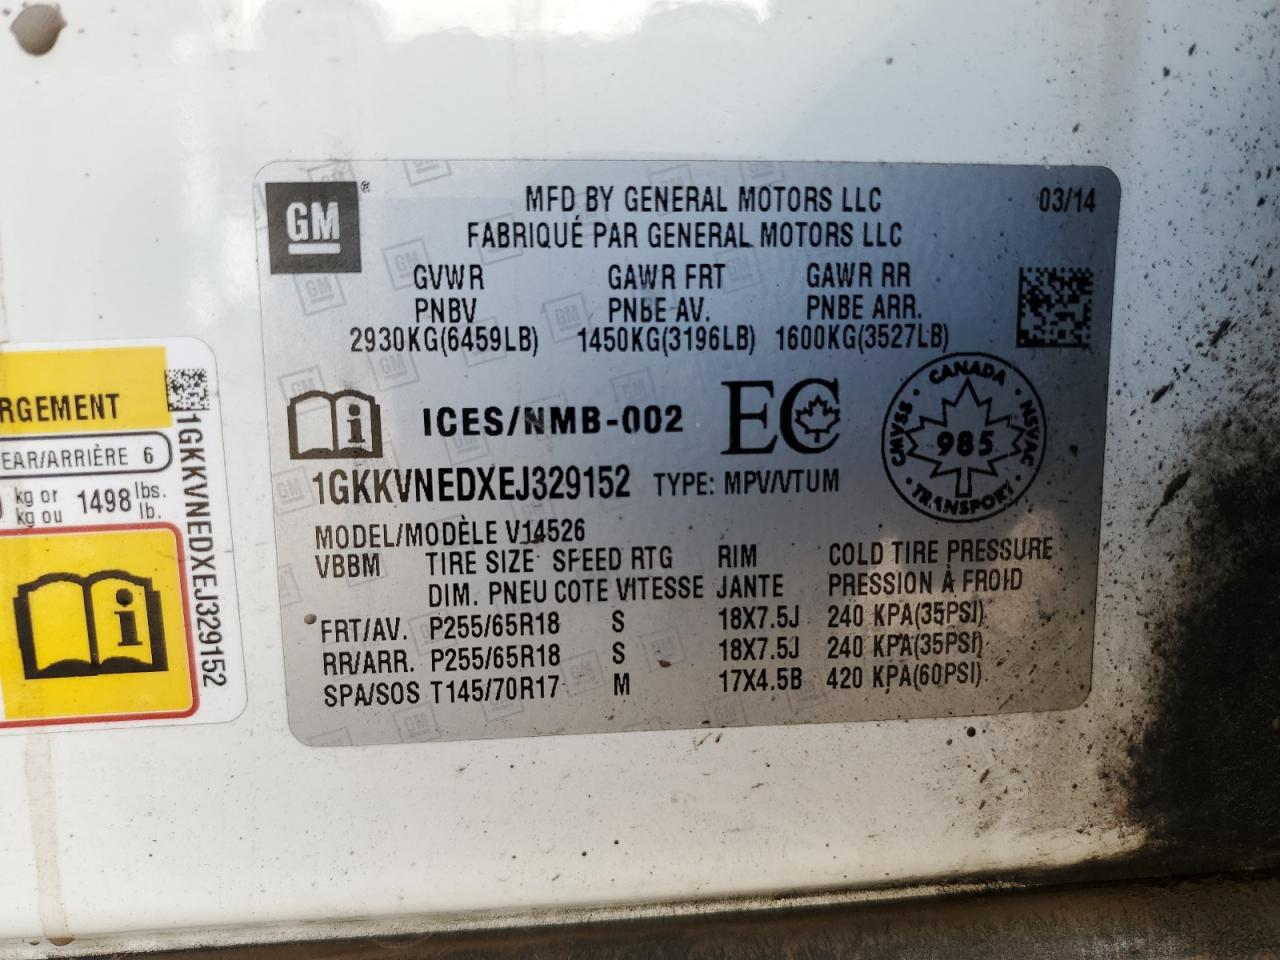 GM
®
MFD BY GENERAL MOTORS LLC
03/14
FABRIQUÉ PAR GENERAL MOTORS LLC
GVWR GAWR FRT GAWR RR
PNBV PNBE AV. PNBE ARR.
2930KG(6459LB) 1450KG(3196LB) 1600KG(3527LB)
ICES/NMB-002
EC
CANADA
CMVSS 985 NSVAC
TRANSPORT
1GKKVNEDXEJ329152 TYPE: MPV/VTUM
MODEL/MODÈLE V14526
VBBM TIRE SIZE SPEED RTG RIM COLD TIRE PRESSURE
DIM. PNEU COTE VITESSE JANTE PRESSION À FROID
FRT/AV. P255/65R18 S 18X7.5J 240 KPA(35PSI)
RR/ARR. P255/65R18 S 18X7.5J 240 KPA(35PSI)
SPA/SOS T145/70R17 M 17X4.5B 420 KPA(60PSI)
RGEMENT
EAR/ARRIÈRE 6
kg or 1498 lbs.
kg ou lb.
1GKKVNEDXEJ329152